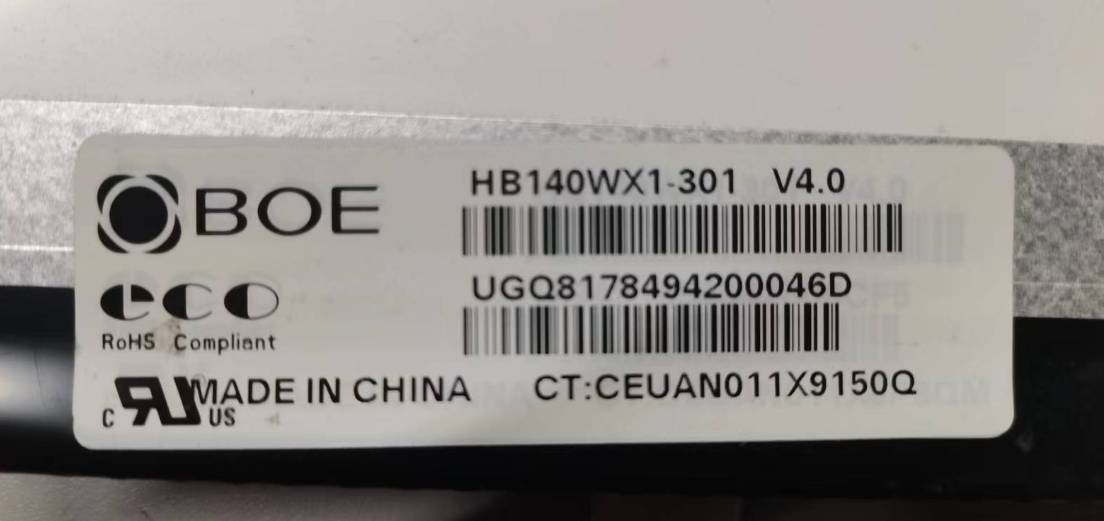 BOE
HB140WX1-301 V4.0
UGQ8178494200046D
eco
RoHS Compliant
C US
MADE IN CHINA CT:CEUAN011X9150Q